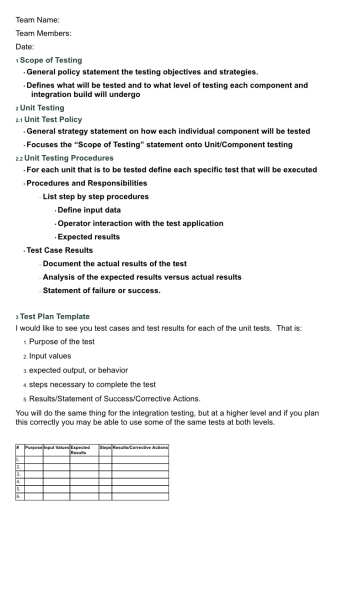 Team Name:
Team Members:
Date:
1 Scope of Testing
· General policy statement the testing objectives and strategies.
· Defines what will be tested and to what level of testing each component and
integration build will undergo
2 Unit Testing
2.1 Unit Test Policy
· General strategy statement on how each individual component will be tested
· Focuses the “Scope of Testing” statement onto Unit/Component testing
2.2 Unit Testing Procedures
· For each unit that is to be tested define each specific test that will be executed
· Procedures and Responsibilities
– List step by step procedures
· Define input data
· Operator interaction with the test application
· Expected results
· Test Case Results
– Document the actual results of the test
– Analysis of the expected results versus actual results
– Statement of failure or success.
3 Test Plan Template
I would like to see you test cases and test results for each of the unit tests. That is:
1. Purpose of the test
2. Input values
3. expected output, or behavior
4. steps necessary to complete the test
5. Results/Statement of Success/Corrective Actions.
You will do the same thing for the integration testing, but at a higher level and if you plan
this correctly you may be able to use some of the same tests at both levels.
# Purpose Input Values Expected Results Steps Results/Corrective Actions
1.
2.
3.
4.
5.
6.